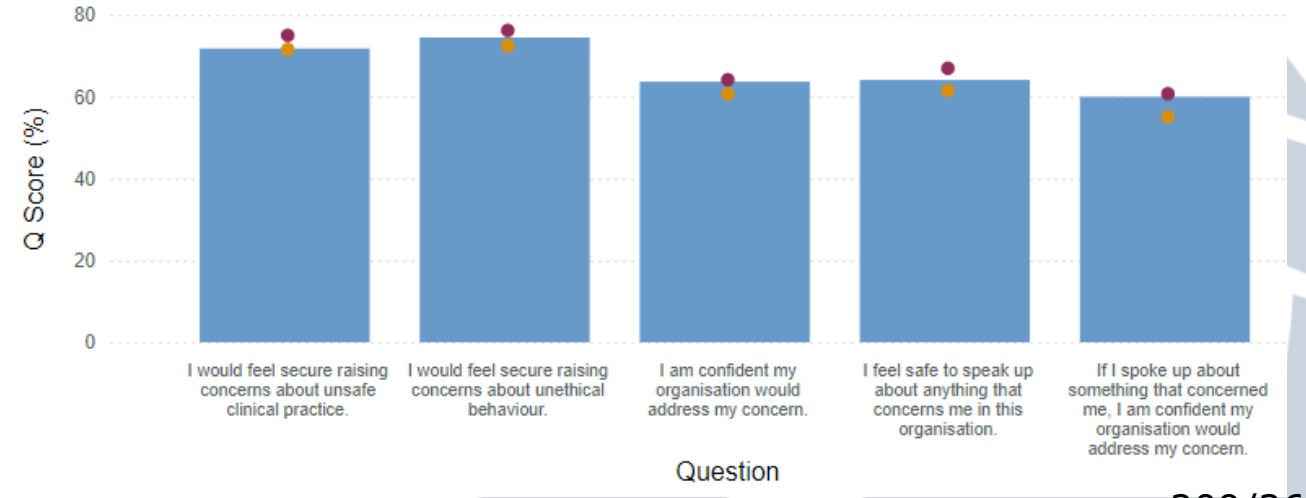 80
60
40
20
0
Q Score (%)
I would feel secure raising
concerns about unsafe
clinical practice.
I would feel secure raising
concerns about unethical
behaviour.
I am confident my
organisation would
address my concern.
I feel safe to speak up
about anything that
concerns me in this
organisation.
If I spoke up about
something that concerned
me, I am confident my
organisation would
address my concern.
Question